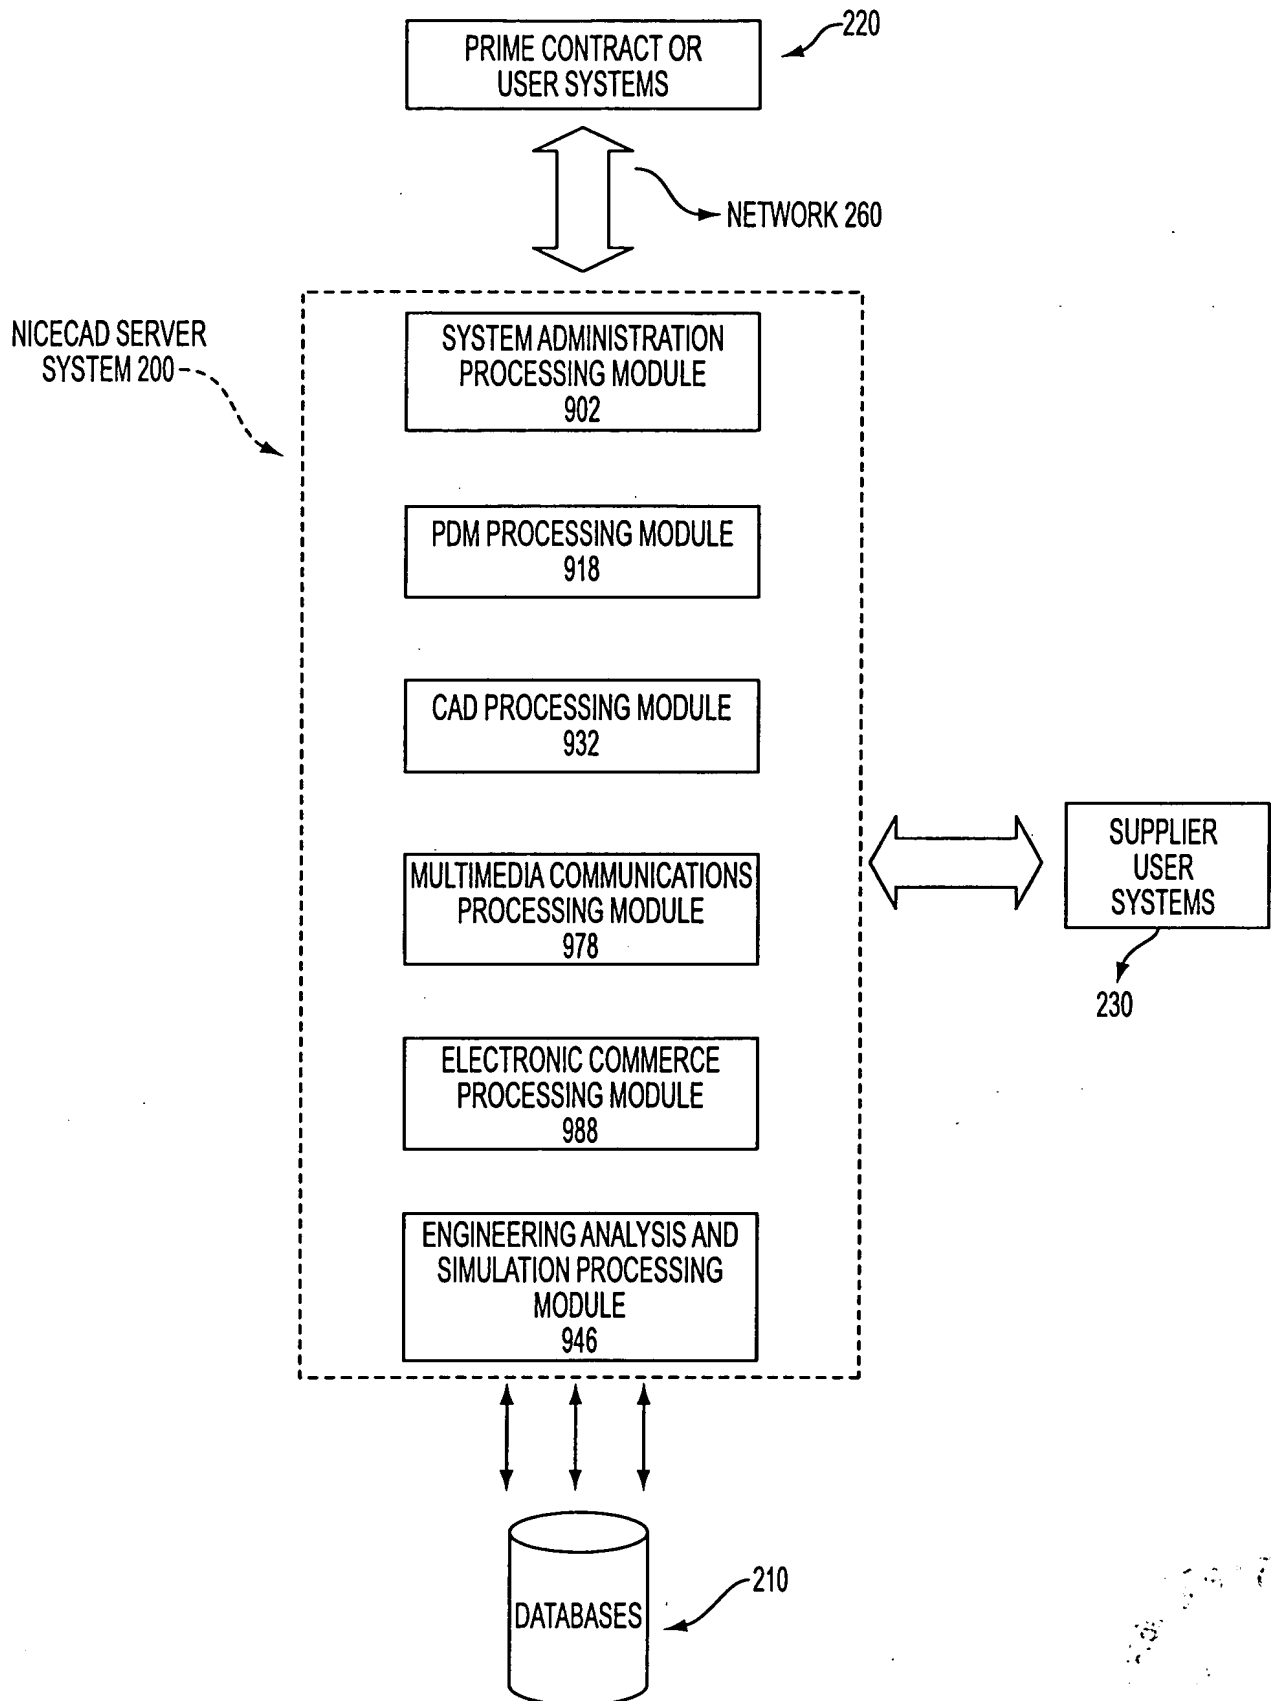 220
PRIME CONTRACT OR
USER SYSTEMS
NETWORK 260
NICECAD SERVER
SYSTEM 200
SYSTEM ADMINISTRATION
PROCESSING MODULE
902
PDM PROCESSING MODULE
918
CAD PROCESSING MODULE
932
MULTIMEDIA COMMUNICATIONS
PROCESSING MODULE
978
SUPPLIER
USER
SYSTEMS
230
ELECTRONIC COMMERCE
PROCESSING MODULE
988
ENGINEERING ANALYSIS AND
SIMULATION PROCESSING
MODULE
946
210
DATABASES